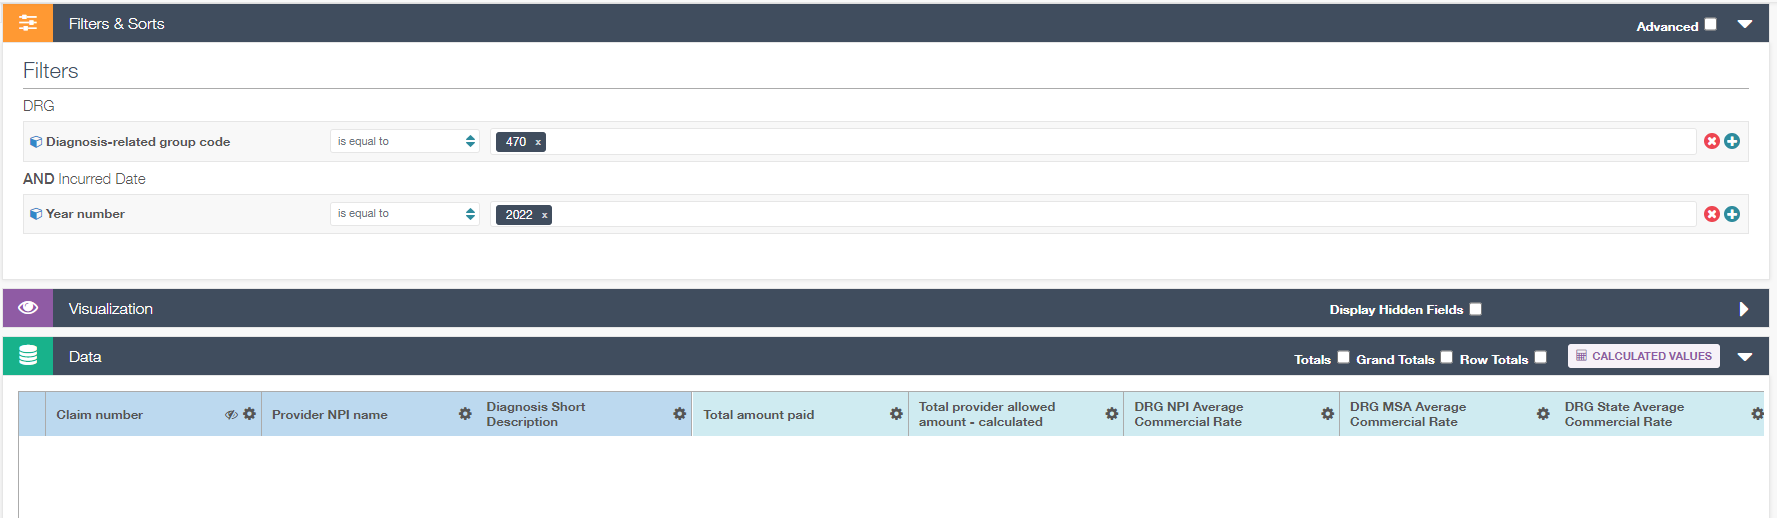 Filters & Sorts
Advanced
Filters
DRG
Diagnosis-related group code is equal to 470 x
AND Incurred Date
Year number is equal to 2022 x
Visualization Display Hidden Fields
Data Totals Grand Totals Row Totals CALCULATED VALUES
Claim number
Provider NPI name
Diagnosis Short
Description
Total amount paid
Total provider allowed
amount - calculated
DRG NPI Average
Commercial Rate
DRG MSA Average
Commercial Rate
DRG State Average
Commercial Rate